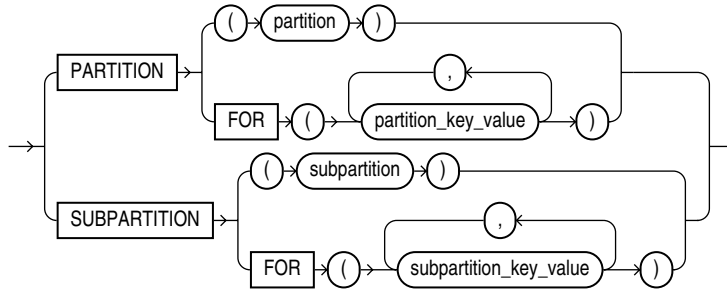 ( partition )
PARTITION
,
FOR ( partition_key_value )
( subpartition )
SUBPARTITION
,
FOR ( subpartition_key_value )